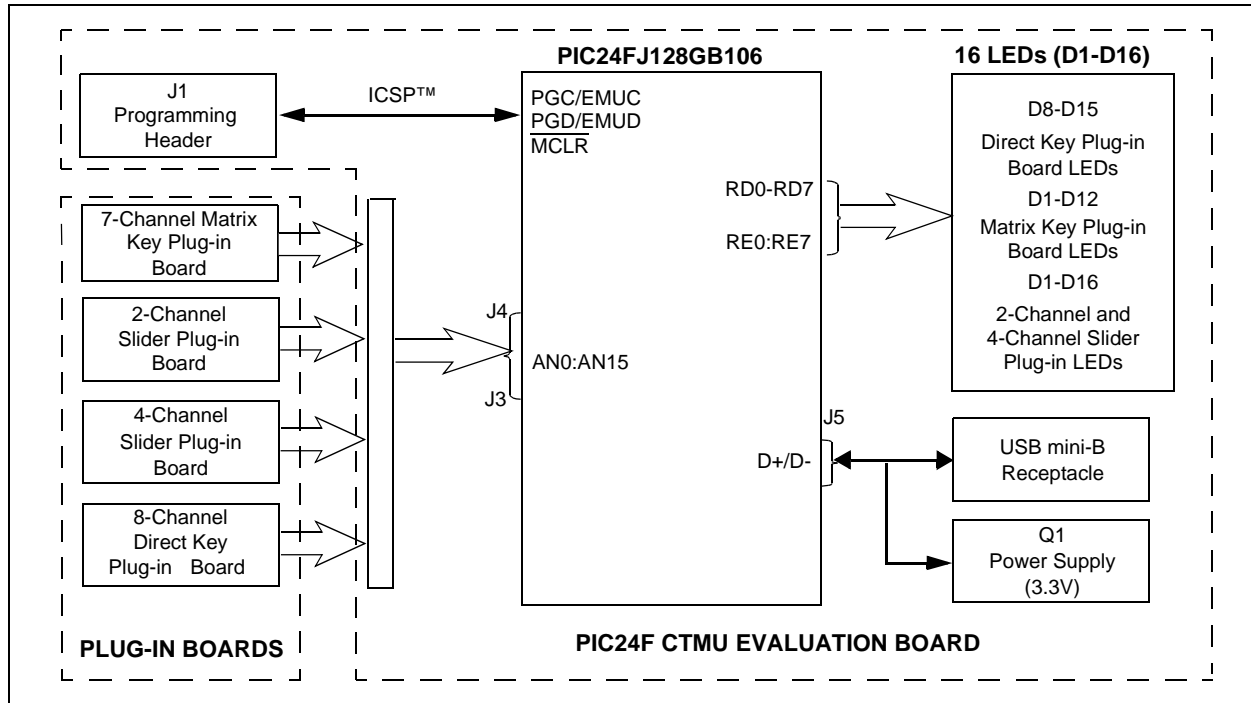 PIC24FJ128GB106
16 LEDs (D1-D16)
J1
Programming
Header
ICSP™
PGC/EMUC
PGD/EMUD
MCLR
D8-D15
Direct Key Plug-in
Board LEDs
D1-D12
Matrix Key Plug-in
Board LEDs
D1-D16
2-Channel and
4-Channel Slider
Plug-in LEDs
RD0-RD7
RE0:RE7
7-Channel Matrix
Key Plug-in
Board
2-Channel
Slider Plug-in
Board
4-Channel
Slider Plug-in
Board
8-Channel
Direct Key
Plug-in Board
J4
AN0:AN15
J3
J5
D+/D-
USB mini-B
Receptacle
Q1
Power Supply
(3.3V)
PLUG-IN BOARDS
PIC24F CTMU EVALUATION BOARD